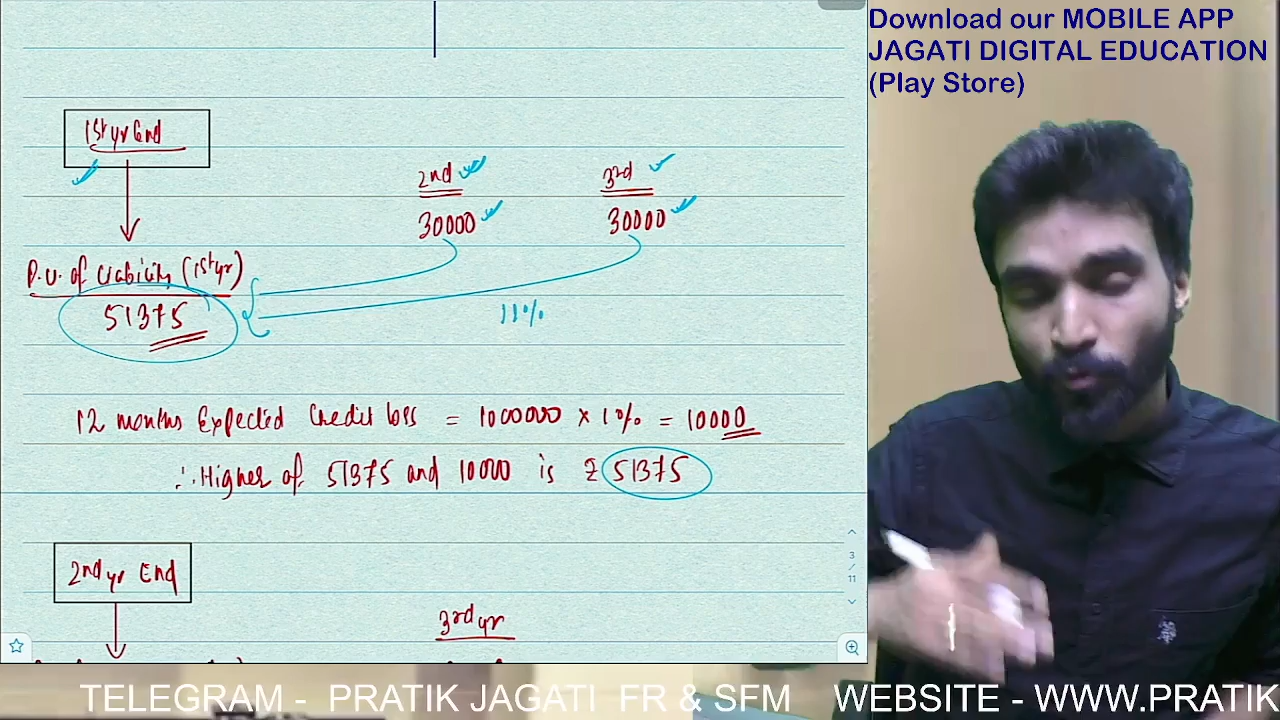 Download our MOBILE APP
JAGATI DIGITAL EDUCATION
(Play Store)
1st yr End
2nd 3rd
30000 30000
P.V. of Liability (1st yr)
51375
11%
12 months Expected Credit loss = 1000000 × 1% = 10000
∴ Higher of 51375 and 10000 is ₹ 51375
2nd yr End
3
11
3rd yr
TELEGRAM - PRATIK JAGATI FR & SFM WEBSITE - WWW.PRATIK